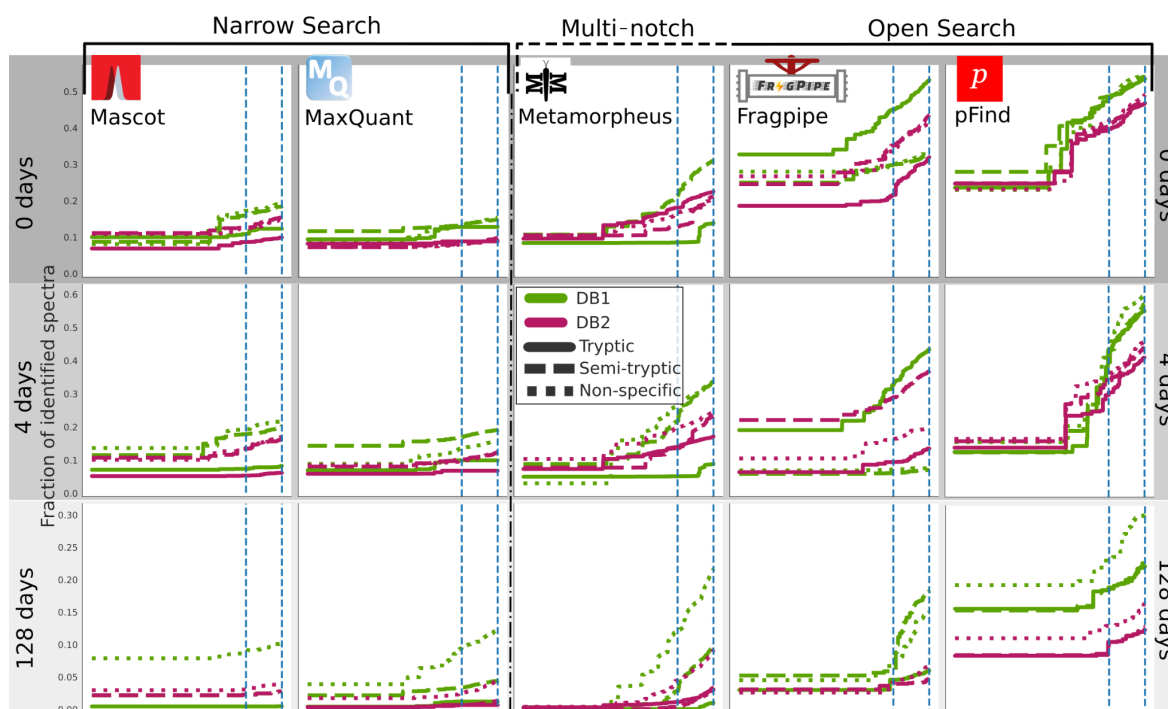 Narrow Search
Multi-notch
Open Search
M
Q
FRAGPIPE
p
Mascot
MaxQuant
Metamorpheus
Fragpipe
pFind
0 days
4 days
128 days
Fraction of identified spectra
0.5
0.4
0.3
0.2
0.1
0.0
0 days
0.6
0.5
0.4
0.3
0.2
0.1
0.0
4 days
DB1
DB2
Tryptic
Semi-tryptic
Non-specific
0.30
0.25
0.20
0.15
0.10
0.05
0.00
128 days